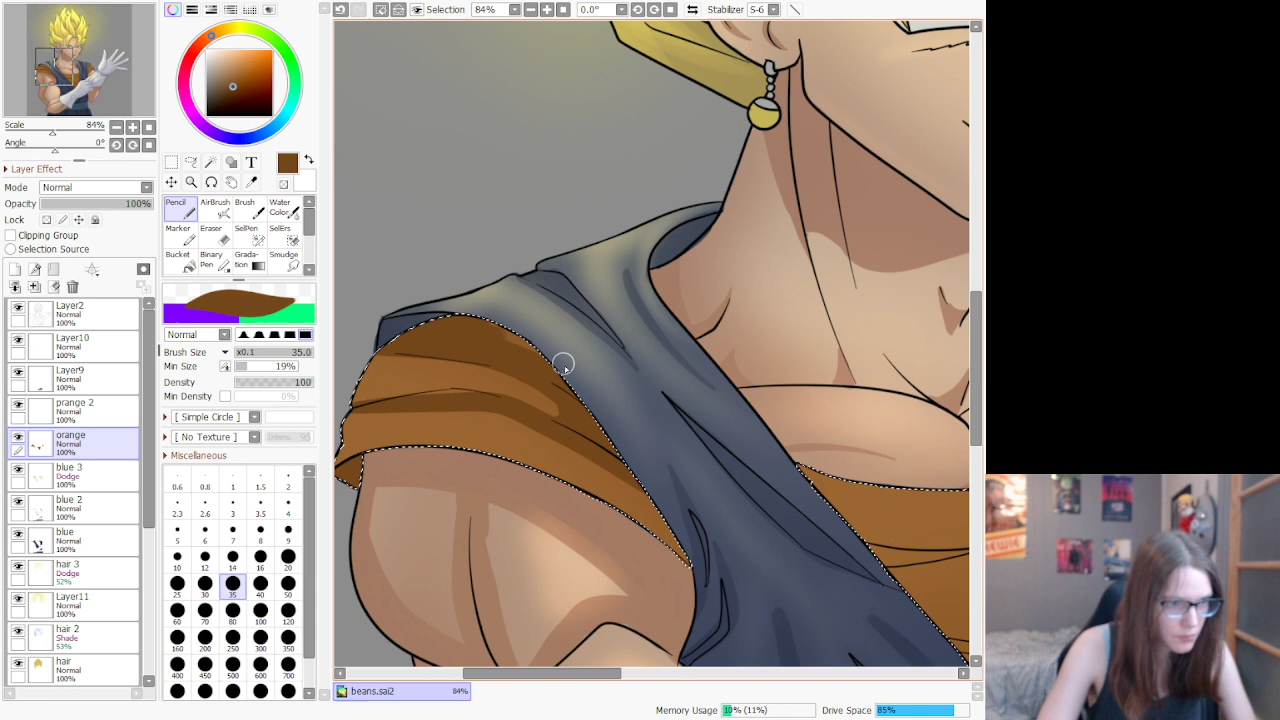 Selection
84%
0.0°
Stabilizer
S-6
Scale
84%
Angle
0°
Layer Effect
Mode
Normal
Opacity
100%
Lock
Clipping Group
Selection Source
Layer2
Normal
100%
Layer10
Normal
100%
Layer9
Normal
100%
prange 2
Normal
100%
orange
Normal
100%
blue 3
Dodge
100%
blue 2
Normal
100%
blue
Normal
100%
hair 3
Dodge
52%
Layer11
Normal
100%
hair 2
Shade
53%
hair
Normal
100%
T
Pencil AirBrush Brush Water Color
Marker Eraser SelPen SelErs
Bucket Binary Pen Grada-tion Smudge
Normal
Brush Size x0.1 35.0
Min Size 19%
Density 100
Min Density 0%
[ Simple Circle ]
[ No Texture ] 95
Miscellaneous
0.6 0.8 1 1.5 2
2.3 2.6 3 3.5 4
5 6 7 8 9
10 12 14 16 20
25 30 35 40 50
60 70 80 100 120
160 200 250 300 350
400 450 500 600 700
beans.sai2 84%
Memory Usage 10% (11%) Drive Space 85%